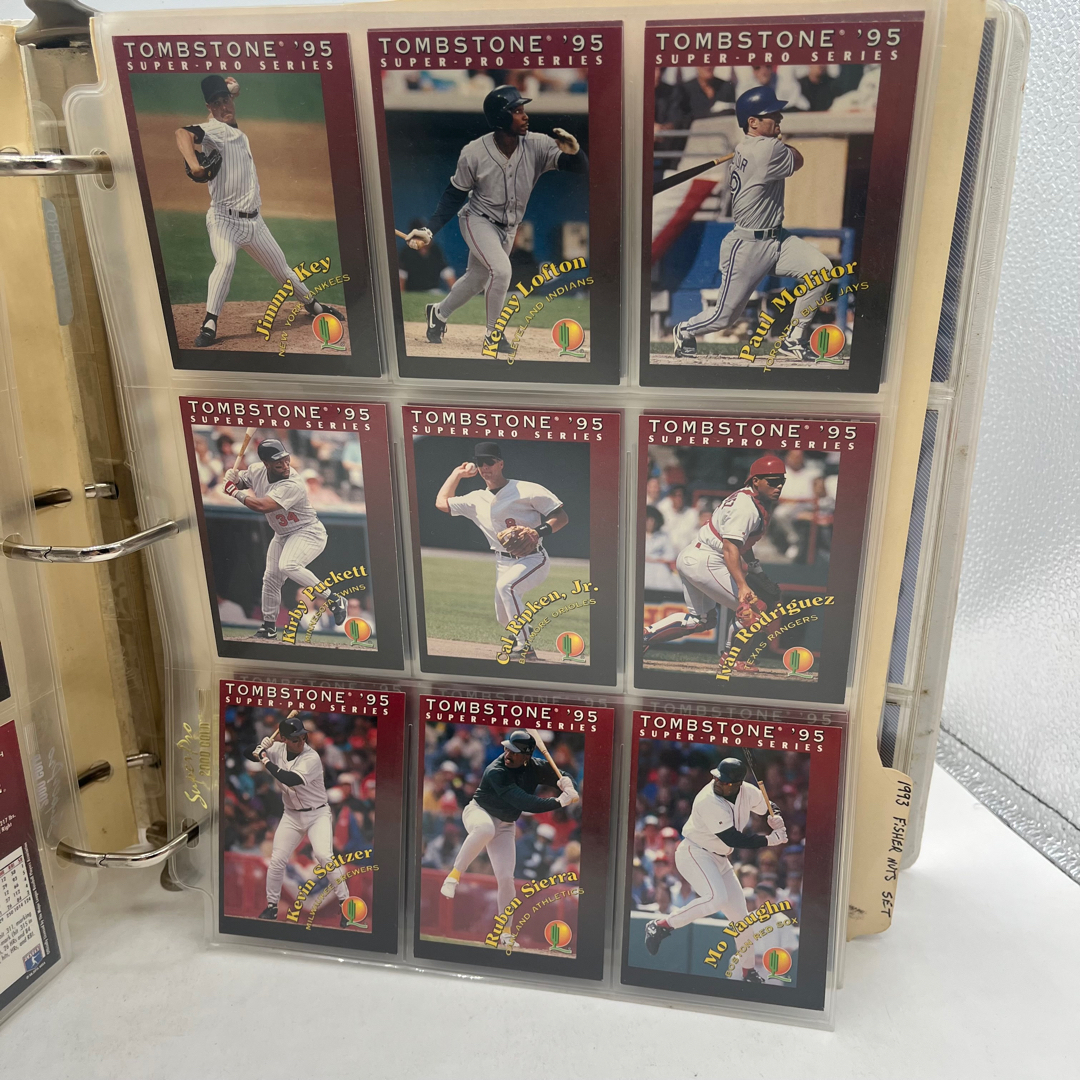 TOMBSTONE® '95
SUPER-PRO SERIES
Jimmy Key
NEW YORK YANKEES
TOMBSTONE® '95
SUPER-PRO SERIES
Kenny Lofton
CLEVELAND INDIANS
TOMBSTONE® '95
SUPER-PRO SERIES
Paul Molitor
TORONTO BLUE JAYS
TOMBSTONE® '95
SUPER-PRO SERIES
34
Kirby Puckett
MINNESOTA TWINS
TOMBSTONE® '95
SUPER-PRO SERIES
8
Cal Ripken, Jr.
BALTIMORE ORIOLES
TOMBSTONE® '95
SUPER-PRO SERIES
Ivan Rodriguez
TEXAS RANGERS
TOMBSTONE® '95
SUPER-PRO SERIES
Kevin Seitzer
MILWAUKEE BREWERS
TOMBSTONE® '95
SUPER-PRO SERIES
Ruben Sierra
OAKLAND ATHLETICS
TOMBSTONE® '95
SUPER-PRO SERIES
Mo Vaughn
BOSTON RED SOX
1993 FISHER NUTS SET